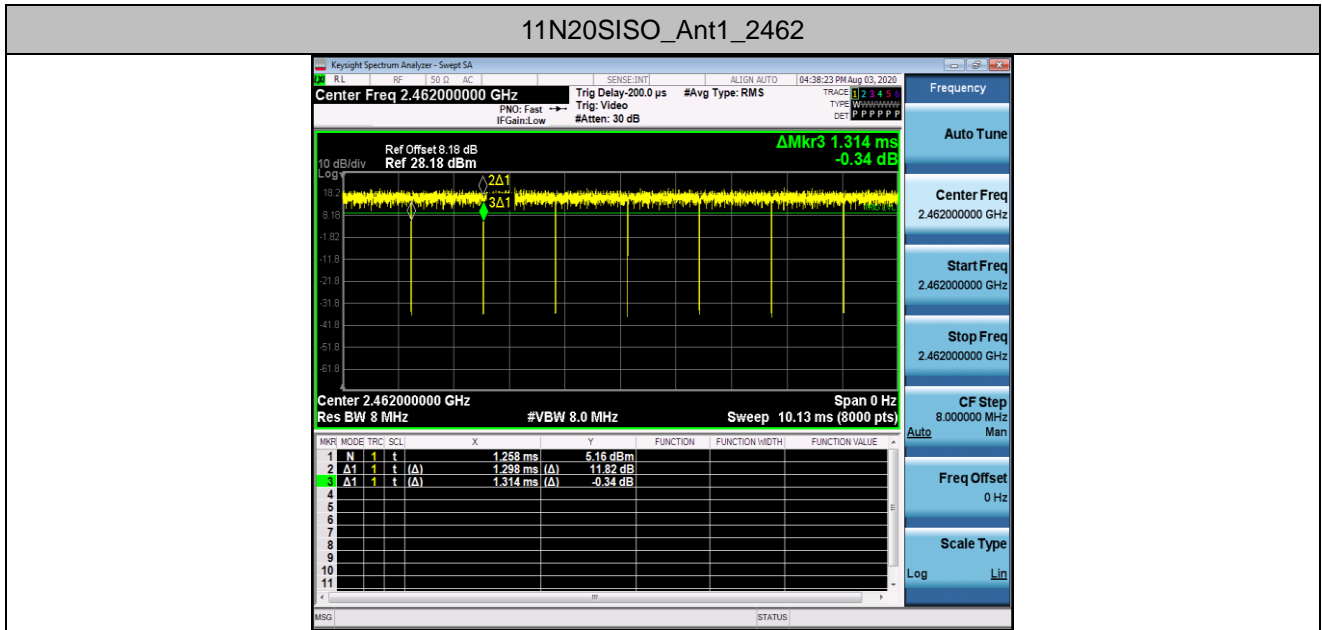 11N20SISO_Ant1_2462
Keysight Spectrum Analyzer - Swept SA
RL RF 50 Ω AC SENSE:INT ALIGN AUTO 04:38:23 PM Aug 03, 2020
Center Freq 2.462000000 GHz Trig Delay-200.0 µs #Avg Type: RMS TRACE 1 2 3 4 5 6
PNO: Fast Trig: Video TYPE W
IFGain:Low #Atten: 30 dB DET P P P P P P
ΔMkr3 1.314 ms
-0.34 dB
Ref Offset 8.18 dB
10 dB/div Ref 28.18 dBm
Log
2Δ1
18.2
3Δ1
8.18
-1.82
-11.8
-21.8
-31.8
-41.8
-51.8
-61.8
Center 2.462000000 GHz Span 0 Hz
Res BW 8 MHz #VBW 8.0 MHz Sweep 10.13 ms (8000 pts)
MKR MODE TRC SCL X Y FUNCTION FUNCTION WIDTH FUNCTION VALUE
1 N 1 t 1.258 ms 5.16 dBm
2 Δ1 1 t (Δ) 1.298 ms (Δ) 11.82 dB
3 Δ1 1 t (Δ) 1.314 ms (Δ) -0.34 dB
4
5
6
7
8
9
10
11
MSG STATUS
Frequency
Auto Tune
Center Freq
2.462000000 GHz
Start Freq
2.462000000 GHz
Stop Freq
2.462000000 GHz
CF Step
8.000000 MHz
Auto Man
Freq Offset
0 Hz
Scale Type
Log Lin